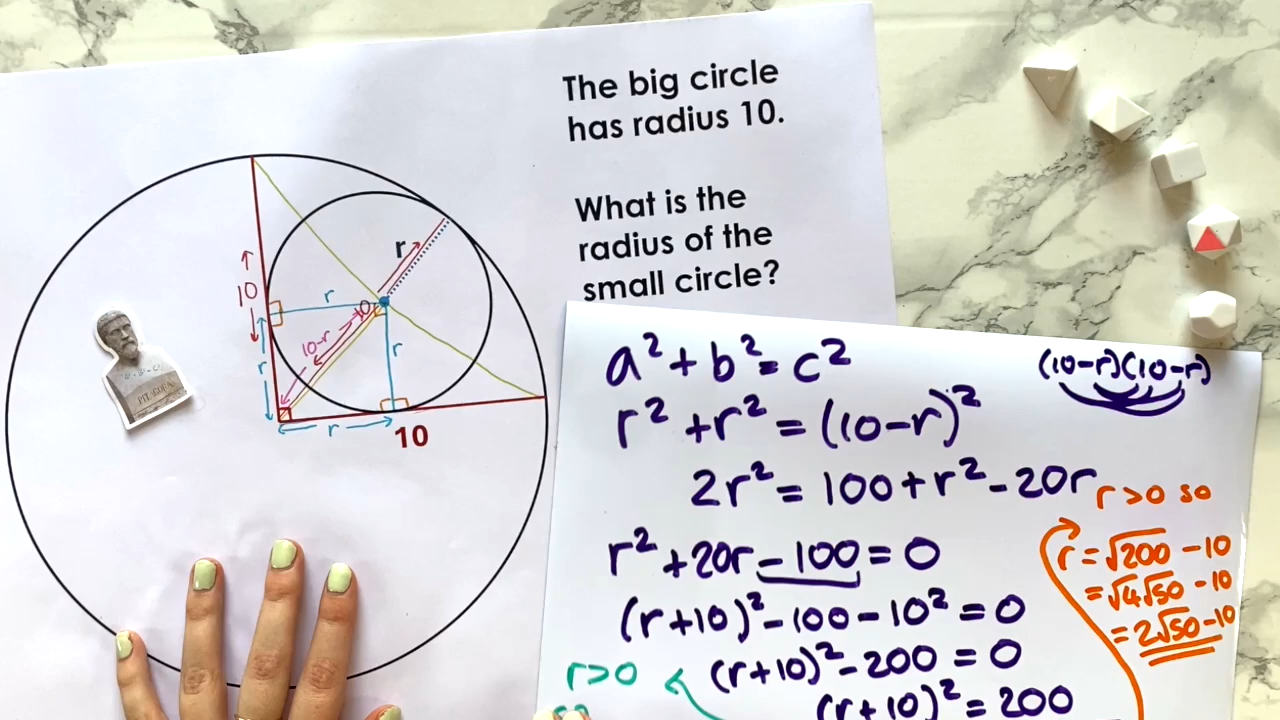 The big circle
has radius 10.
What is the
radius of the
small circle?
r
10
r
10-r
r
r
r
10
a² + b² = c²
(10-r)(10-r)
r² + r² = (10-r)²
2r² = 100 + r² - 20r
r>0 so
r² + 20r - 100 = 0
r = √200 - 10
= √4√50 - 10
= 2√50 - 10
(r+10)² - 100 - 10² = 0
(r+10)² - 200 = 0
r>0
(r+10)² = 200